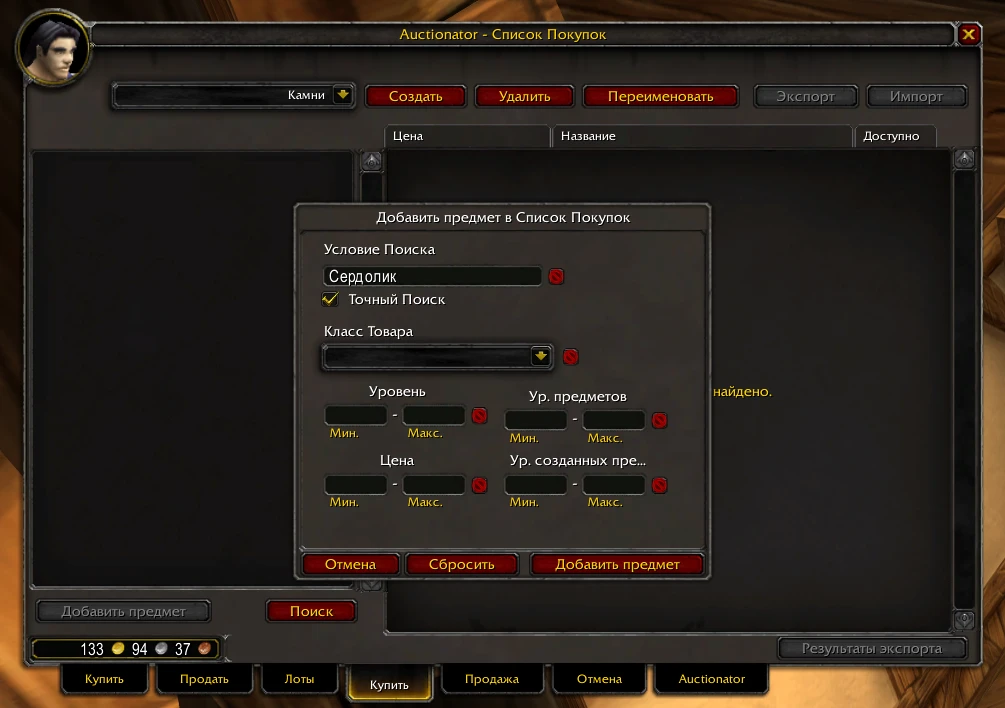 Auctionator - Список Покупок
Камни
Создать
Удалить
Переименовать
Экспорт
Импорт
Цена
Название
Доступно
Добавить предмет в Список Покупок
Условие Поиска
Сердолик
Точный Поиск
Класс Товара
найдено.
Уровень
Ур. предметов
- -
Мин. Макс. Мин. Макс.
Цена
Ур. созданных пре...
- -
Мин. Макс. Мин. Макс.
Отмена
Сбросить
Добавить предмет
Добавить предмет
Поиск
133 94 37
Результаты экспорта
Купить
Продать
Лоты
Купить
Продажа
Отмена
Auctionator